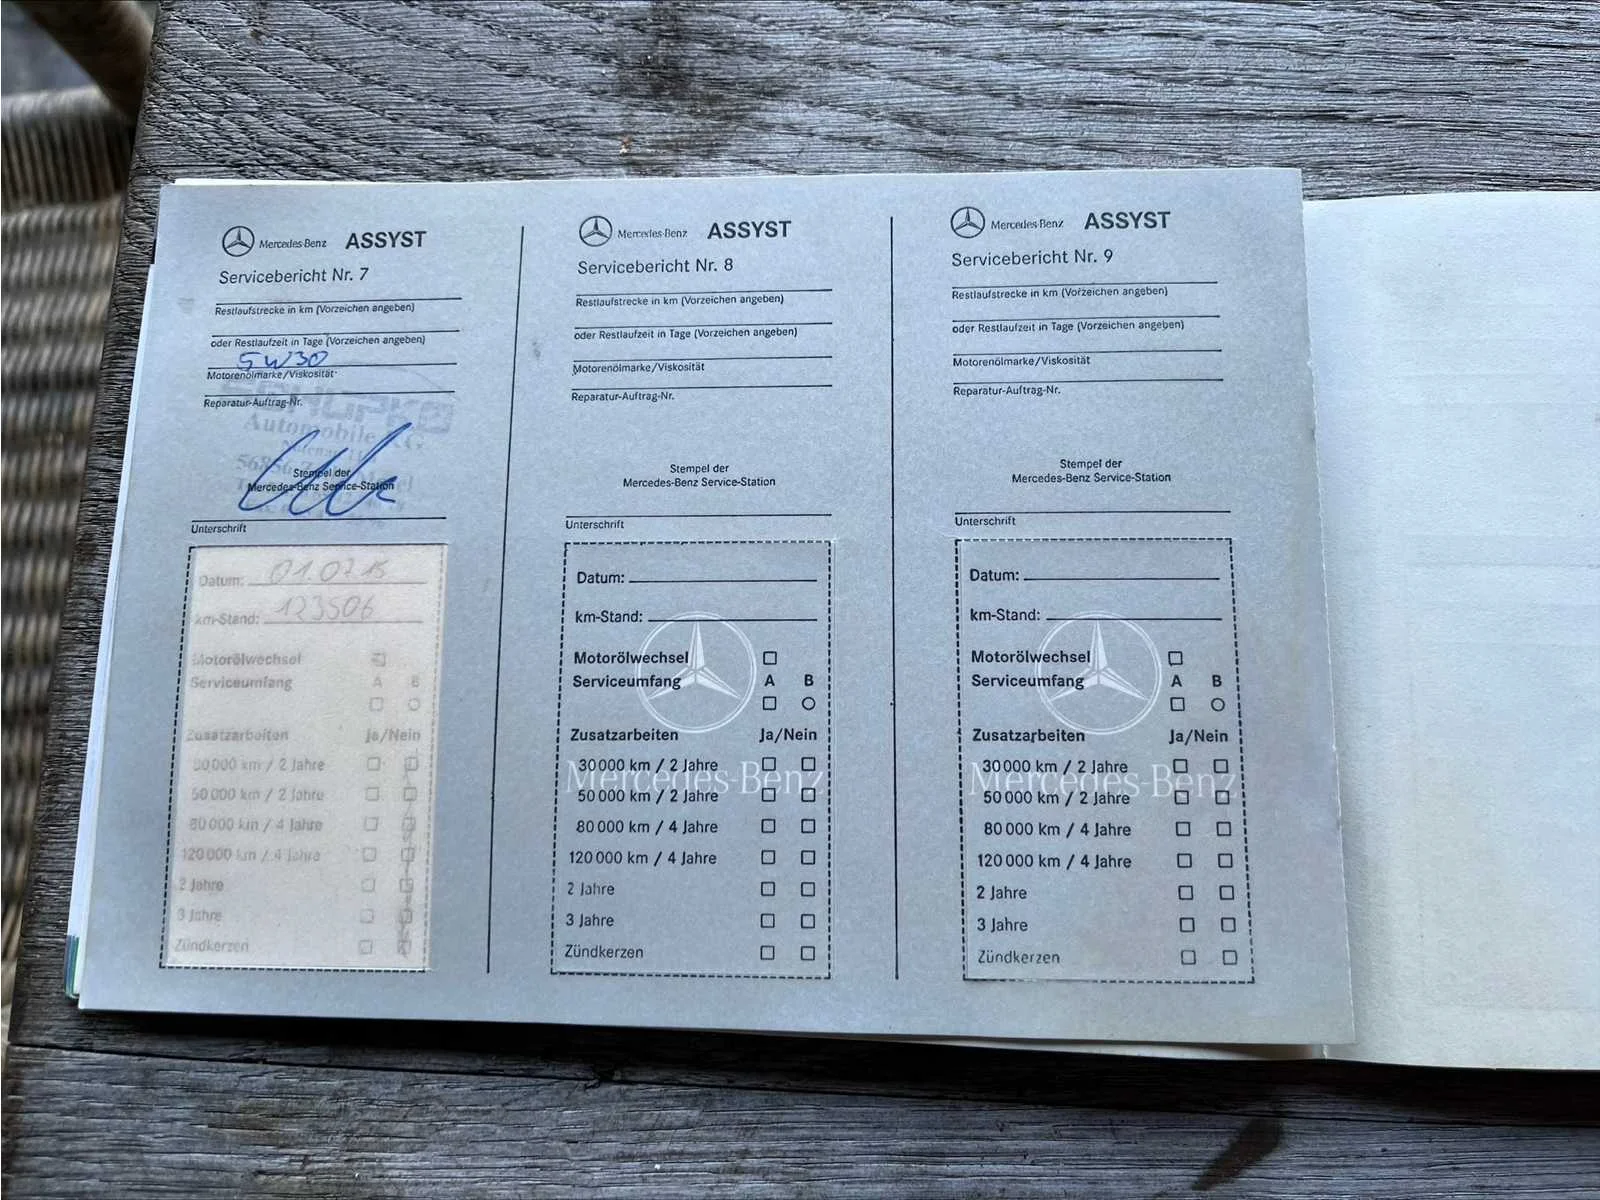 Mercedes-Benz ASSYST
Servicebericht Nr. 7
Restlaufstrecke in km (Vorzeichen angeben)
oder Restlaufzeit in Tage (Vorzeichen angeben)
5W30
Motorenölmarke/Viskosität
Reparatur-Auftrag-Nr.
Automobile KG
Stempel der
Mercedes-Benz Service-Station
Unterschrift
Datum: 01.07.15
km-Stand: 123506
Motorölwechsel
Serviceumfang A B
Zusatzarbeiten Ja/Nein
30000 km / 2 Jahre
50000 km / 2 Jahre
80000 km / 4 Jahre
120000 km / 4 Jahre
2 Jahre
3 Jahre
Zündkerzen
Mercedes-Benz ASSYST
Servicebericht Nr. 8
Restlaufstrecke in km (Vorzeichen angeben)
oder Restlaufzeit in Tage (Vorzeichen angeben)
Motorenölmarke/Viskosität
Reparatur-Auftrag-Nr.
Stempel der
Mercedes-Benz Service-Station
Unterschrift
Datum:
km-Stand:
Motorölwechsel
Serviceumfang A B
Zusatzarbeiten Ja/Nein
30000 km / 2 Jahre
Mercedes-Benz
50000 km / 2 Jahre
80000 km / 4 Jahre
120000 km / 4 Jahre
2 Jahre
3 Jahre
Zündkerzen
Mercedes-Benz ASSYST
Servicebericht Nr. 9
Restlaufstrecke in km (Vorzeichen angeben)
oder Restlaufzeit in Tage (Vorzeichen angeben)
Motorenölmarke/Viskosität
Reparatur-Auftrag-Nr.
Stempel der
Mercedes-Benz Service-Station
Unterschrift
Datum:
km-Stand:
Motorölwechsel
Serviceumfang A B
Zusatzarbeiten Ja/Nein
30000 km / 2 Jahre
Mercedes-Benz
50000 km / 2 Jahre
80000 km / 4 Jahre
120000 km / 4 Jahre
2 Jahre
3 Jahre
Zündkerzen